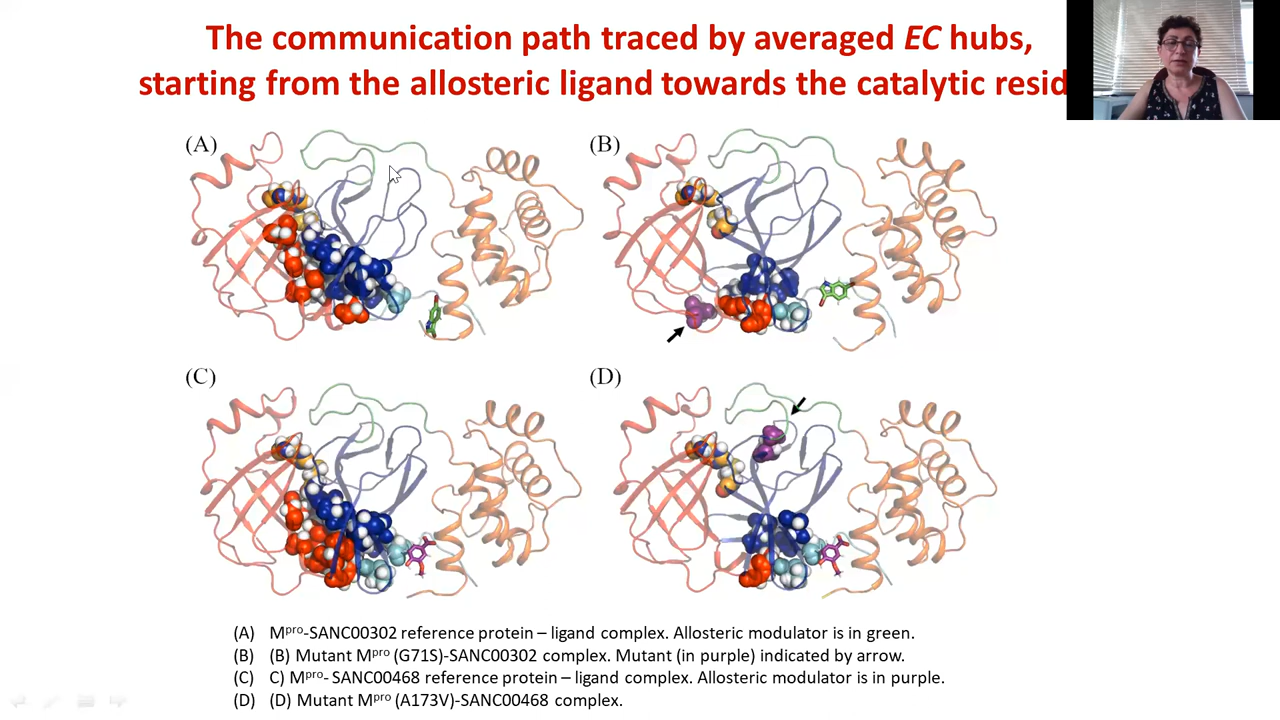 The communication path traced by averaged EC hubs,
starting from the allosteric ligand towards the catalytic
(A)
(B)
(C)
(D)
(A) Mpro-SANC00302 reference protein – ligand complex. Allosteric modulator is in green.
(B) (B) Mutant Mpro (G71S)-SANC00302 complex. Mutant (in purple) indicated by arrow.
(C) C) Mpro- SANC00468 reference protein – ligand complex. Allosteric modulator is in purple.
(D) (D) Mutant Mpro (A173V)-SANC00468 complex.